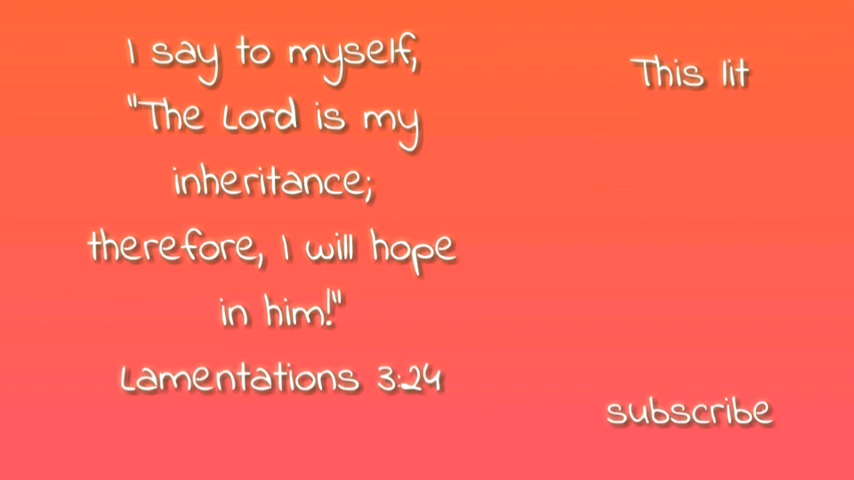 I say to myself,
"The Lord is my
inheritance;
therefore, I will hope
in him!"
Lamentations 3:24
This lit
subscribe